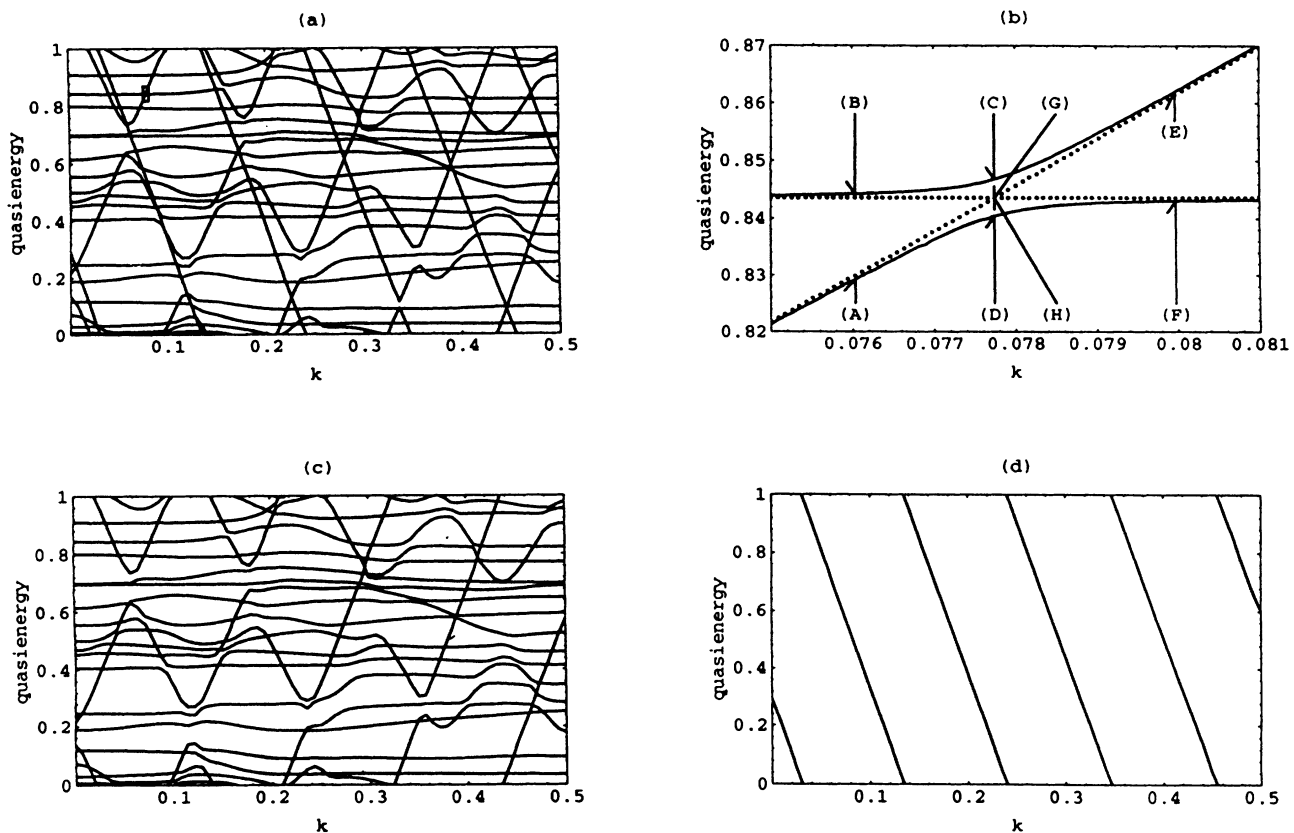 (a)
quasienergy
1
0.8
0.6
0.4
0.2
0
0.1
0.2
0.3
0.4
0.5
k
(b)
quasienergy
0.87
0.86
0.85
0.84
0.83
0.82
(B)
(C)
(G)
(E)
(A)
(D)
(H)
(F)
0.076
0.077
0.078
0.079
0.08
0.081
k
(c)
quasienergy
1
0.8
0.6
0.4
0.2
0
0.1
0.2
0.3
0.4
0.5
k
(d)
quasienergy
1
0.8
0.6
0.4
0.2
0
0.1
0.2
0.3
0.4
0.5
k